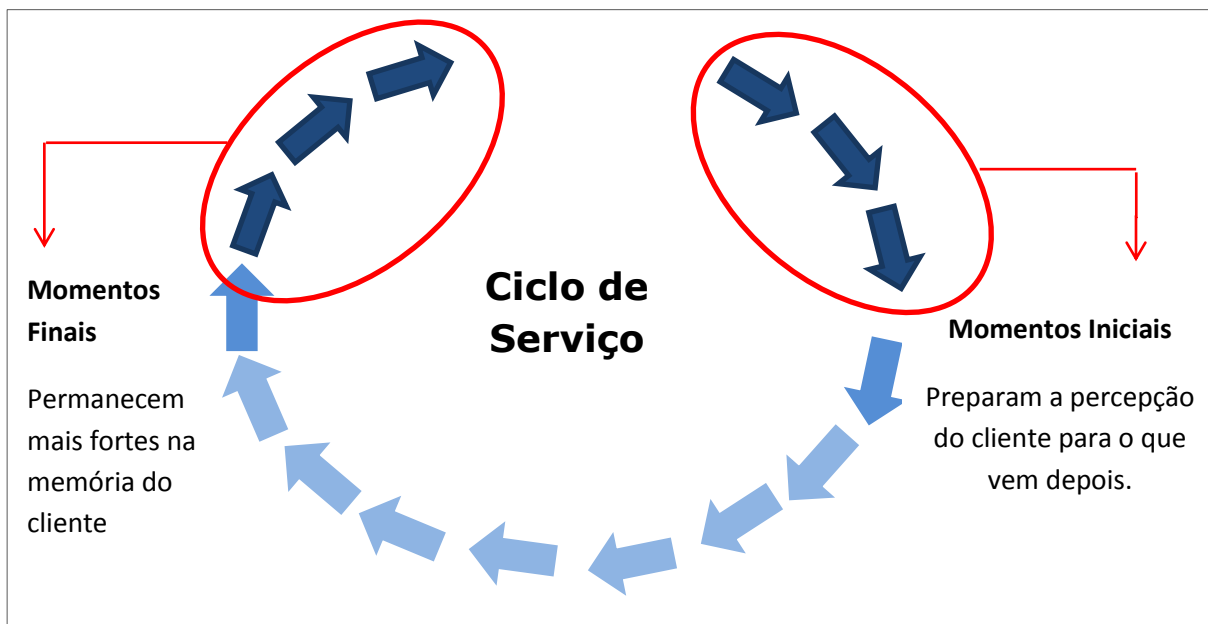 Ciclo de
Serviço
Momentos
Finais
Permanecem
mais fortes na
memória do
cliente
Momentos Iniciais
Preparam a percepção
do cliente para o que
vem depois.